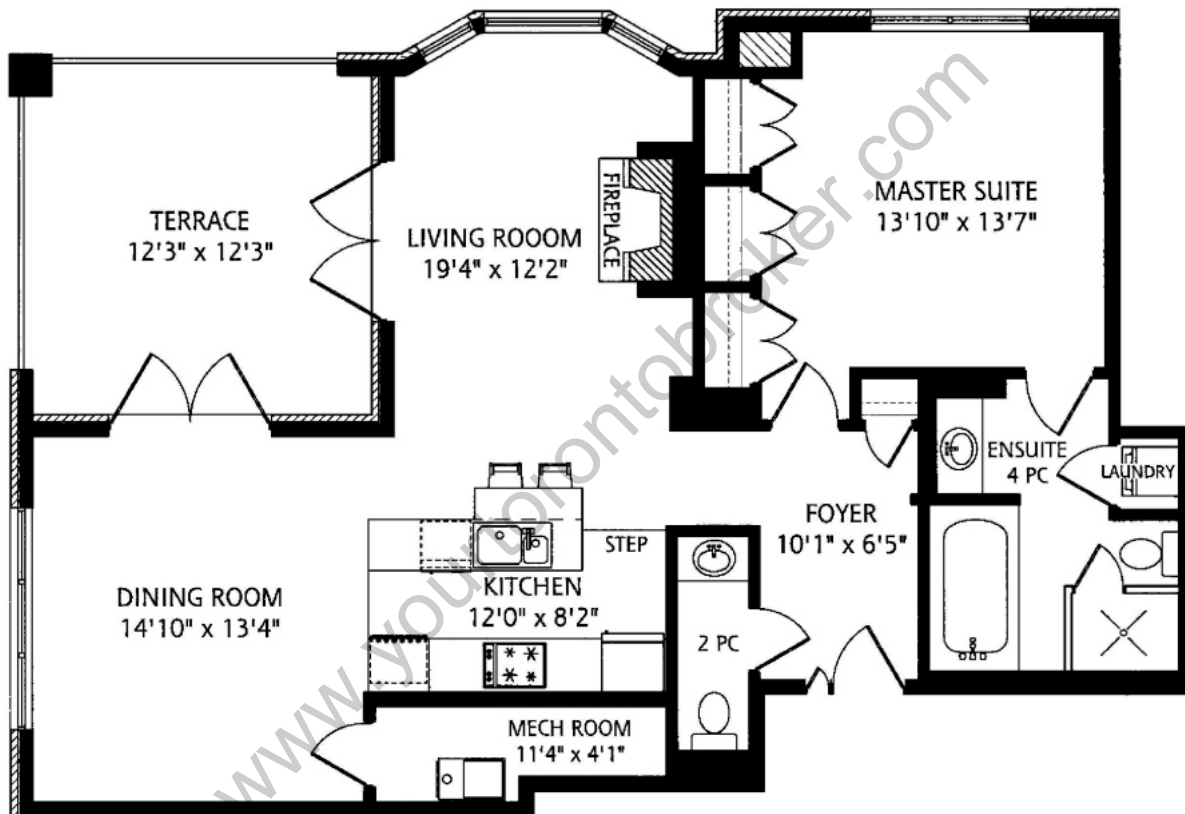 TERRACE
12'3" x 12'3"
LIVING ROOOM
19'4" x 12'2"
FIREPLACE
MASTER SUITE
13'10" x 13'7"
ENSUITE
4 PC
LAUNDRY
FOYER
10'1" x 6'5"
STEP
KITCHEN
12'0" x 8'2"
DINING ROOM
14'10" x 13'4"
2 PC
MECH ROOM
11'4" x 4'1"
www.yourtorontobroker.com